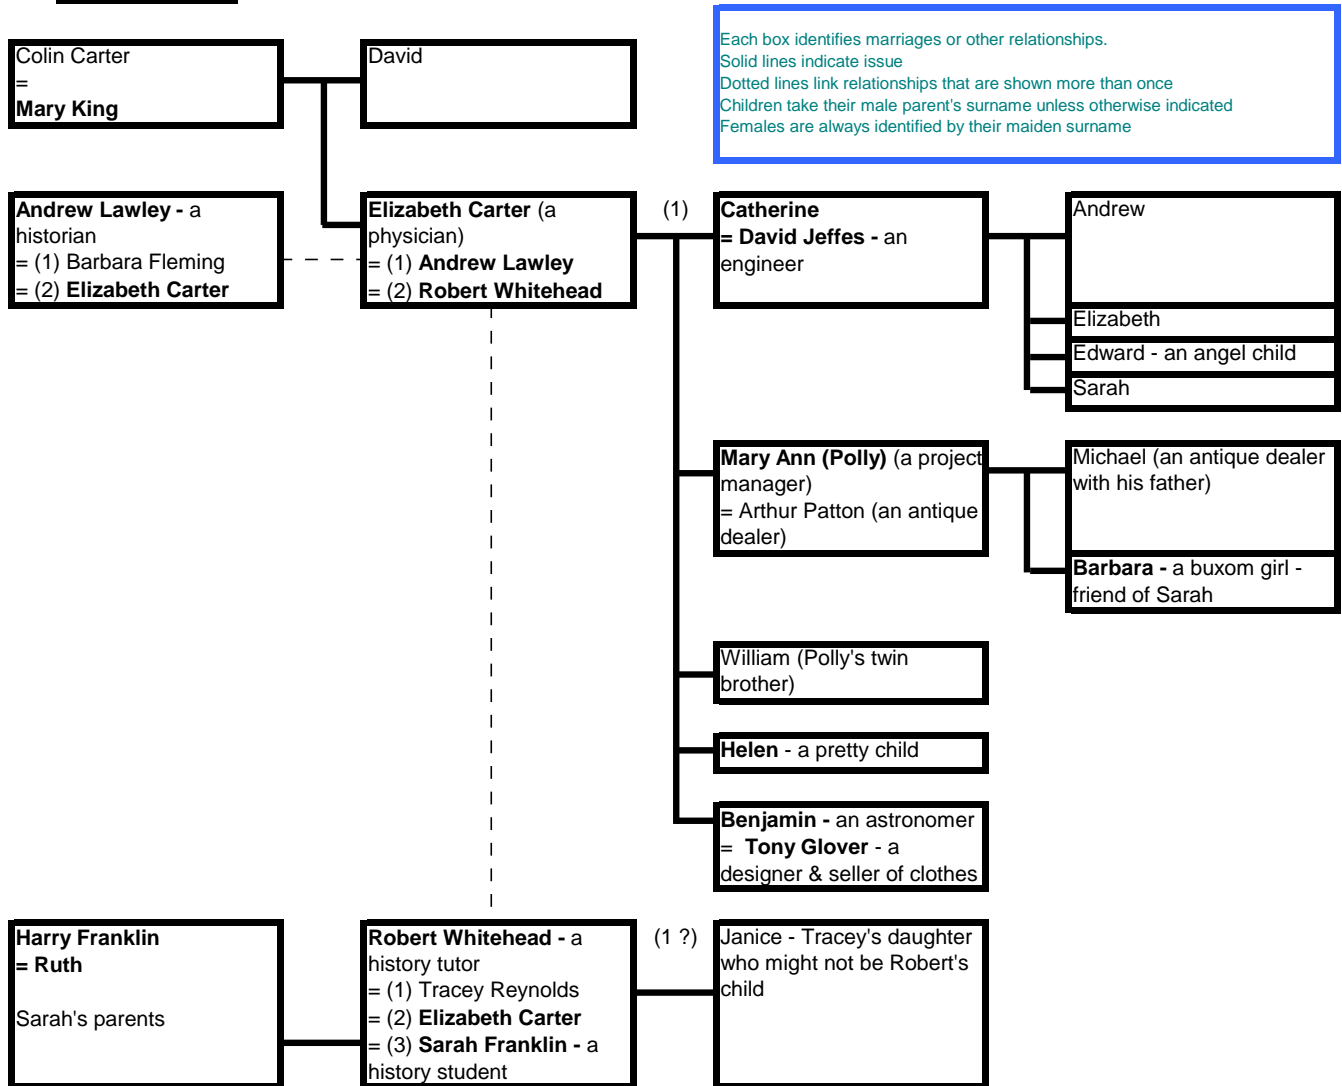 Colin Carter
=
Mary King
David
Each box identifies marriages or other relationships.
Solid lines indicate issue
Dotted lines link relationships that are shown more than once
Children take their male parent's surname unless otherwise indicated
Females are always identified by their maiden surname
Andrew Lawley - a
historian
= (1) Barbara Fleming
= (2) Elizabeth Carter
Elizabeth Carter (a
physician)
= (1) Andrew Lawley
= (2) Robert Whitehead
(1)
Catherine
= David Jeffes - an
engineer
Andrew
Elizabeth
Edward - an angel child
Sarah
Mary Ann (Polly) (a project
manager)
= Arthur Patton (an antique
dealer)
Michael (an antique dealer
with his father)
Barbara - a buxom girl -
friend of Sarah
William (Polly's twin
brother)
Helen - a pretty child
Benjamin - an astronomer
= Tony Glover - a
designer & seller of clothes
Harry Franklin
= Ruth
Sarah's parents
Robert Whitehead - a
history tutor
= (1) Tracey Reynolds
= (2) Elizabeth Carter
= (3) Sarah Franklin - a
history student
(1 ?)
Janice - Tracey's daughter
who might not be Robert's
child